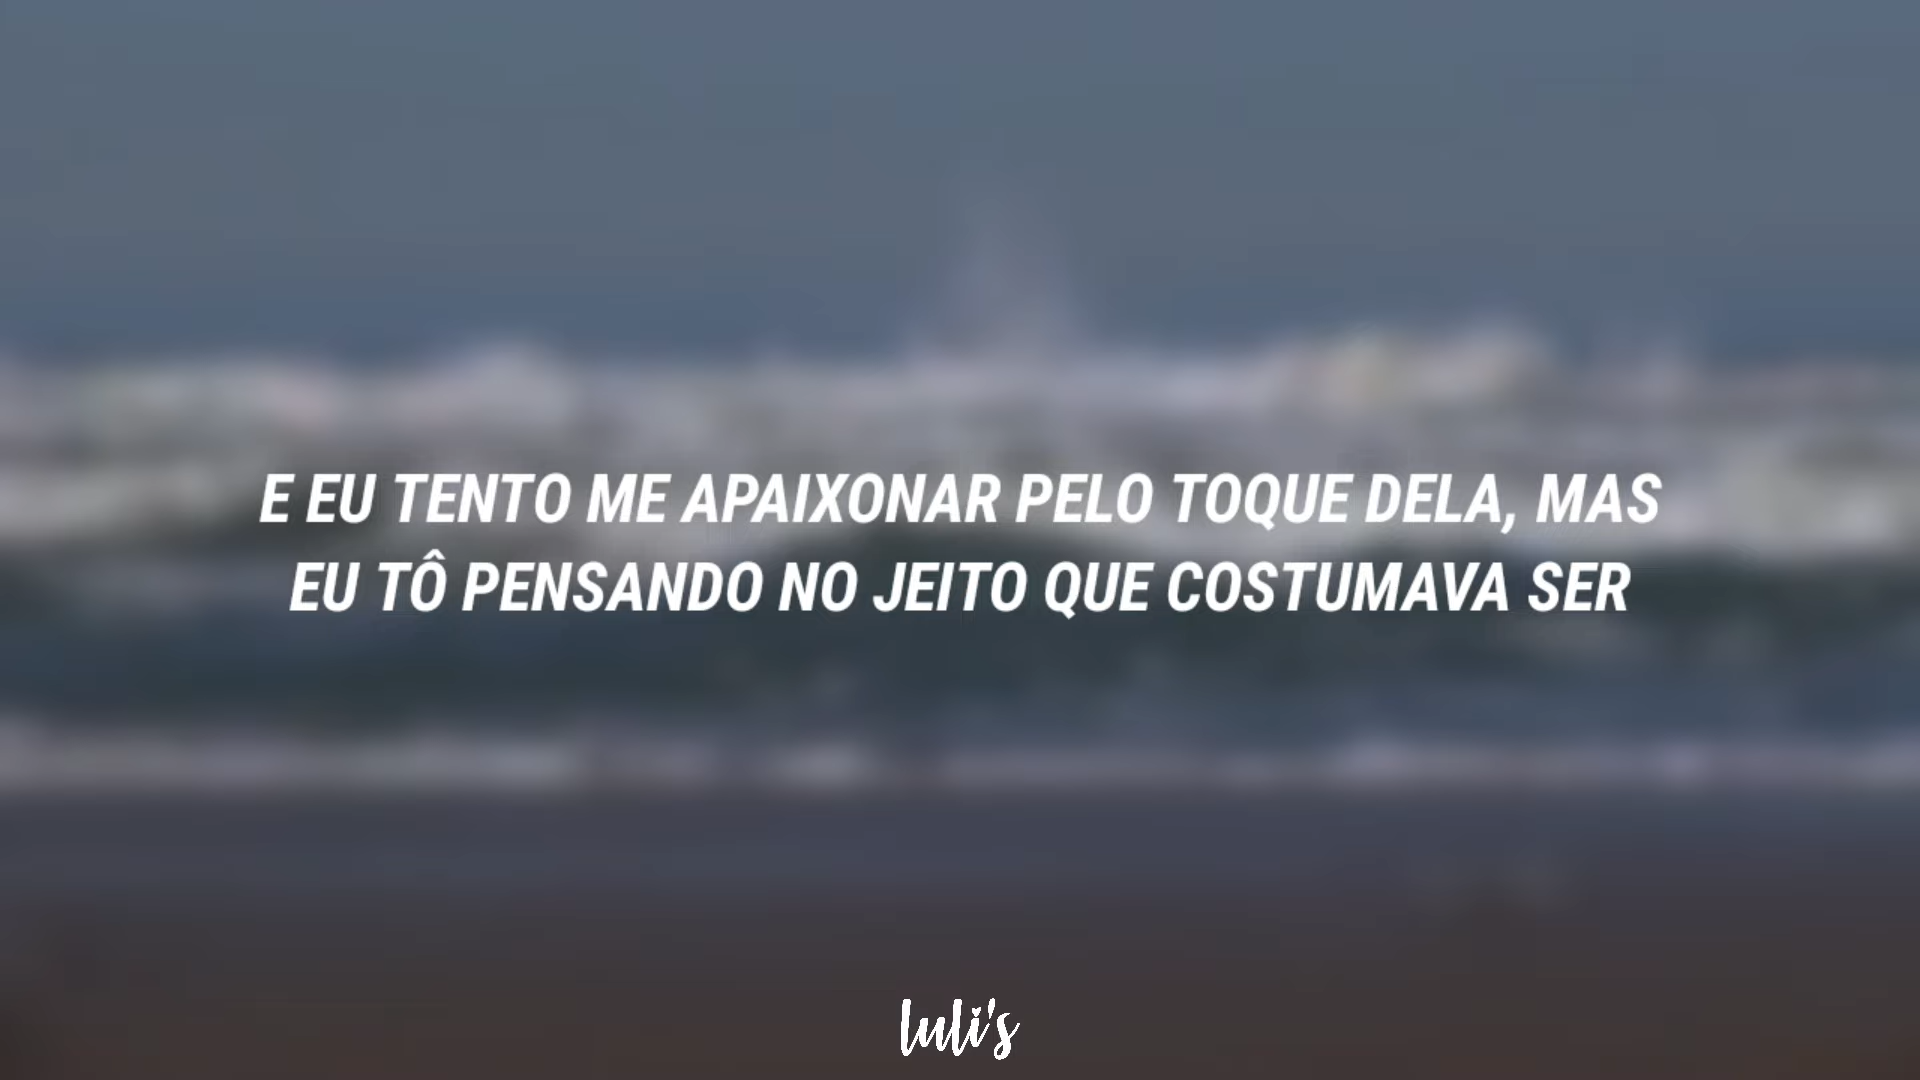 E EU TENTO ME APAIXONAR PELO TOQUE DELA, MAS
EU TÔ PENSANDO NO JEITO QUE COSTUMAVA SER
luli's